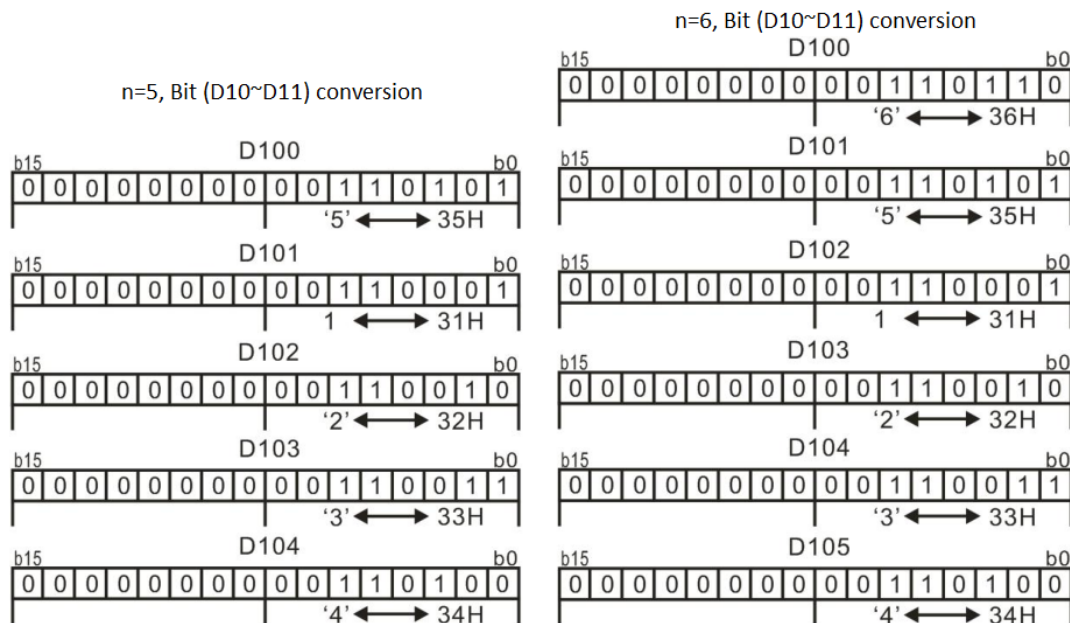 n=5, Bit (D10~D11) conversion
D100
b15 b0
0 0 0 0 0 0 0 0 0 0 1 1 0 1 0 1
‘5’ 35H
D101
b15 b0
0 0 0 0 0 0 0 0 0 0 1 1 0 0 0 1
1 31H
D102
b15 b0
0 0 0 0 0 0 0 0 0 0 1 1 0 0 1 0
‘2’ 32H
D103
b15 b0
0 0 0 0 0 0 0 0 0 0 1 1 0 0 1 1
‘3’ 33H
D104
b15 b0
0 0 0 0 0 0 0 0 0 0 1 1 0 1 0 0
‘4’ 34H
n=6, Bit (D10~D11) conversion
D100
b15 b0
0 0 0 0 0 0 0 0 0 0 1 1 0 1 1 0
‘6’ 36H
D101
b15 b0
0 0 0 0 0 0 0 0 0 0 1 1 0 1 0 1
‘5’ 35H
D102
b15 b0
0 0 0 0 0 0 0 0 0 0 1 1 0 0 0 1
1 31H
D103
b15 b0
0 0 0 0 0 0 0 0 0 0 1 1 0 0 1 0
‘2’ 32H
D104
b15 b0
0 0 0 0 0 0 0 0 0 0 1 1 0 0 1 1
‘3’ 33H
D105
b15 b0
0 0 0 0 0 0 0 0 0 0 1 1 0 1 0 0
‘4’ 34H